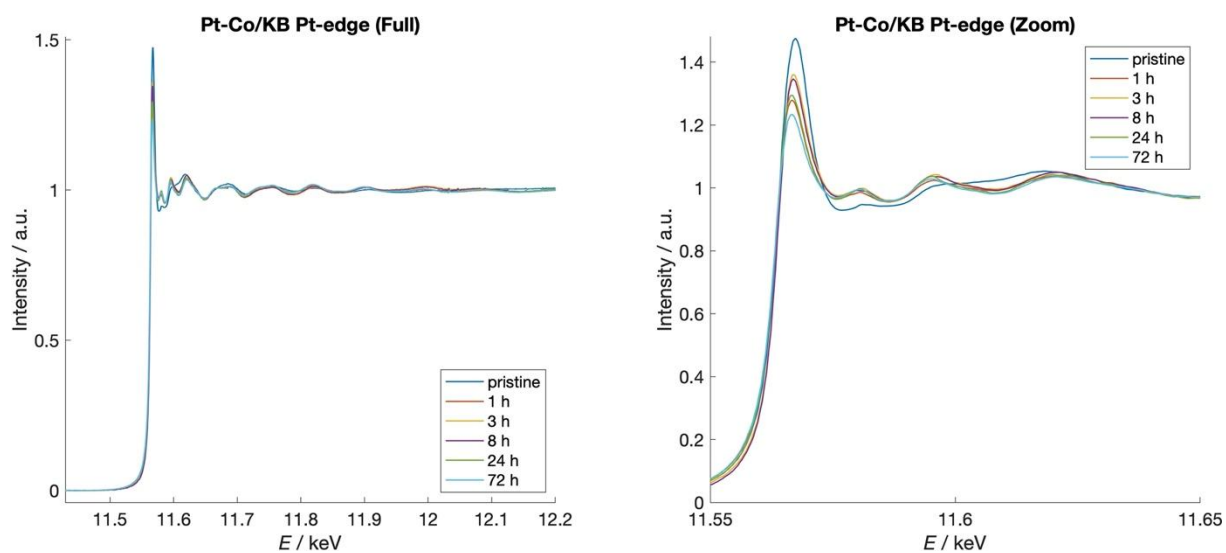 Pt-Co/KB Pt-edge (Full)
1.5
1
0.5
0
Intensity / a.u.
11.5 11.6 11.7 11.8 11.9 12 12.1 12.2
E / keV
pristine
1 h
3 h
8 h
24 h
72 h
Pt-Co/KB Pt-edge (Zoom)
1.4
1.2
1
0.8
0.6
0.4
0.2
0
Intensity / a.u.
11.55 11.6 11.65
E / keV
pristine
1 h
3 h
8 h
24 h
72 h